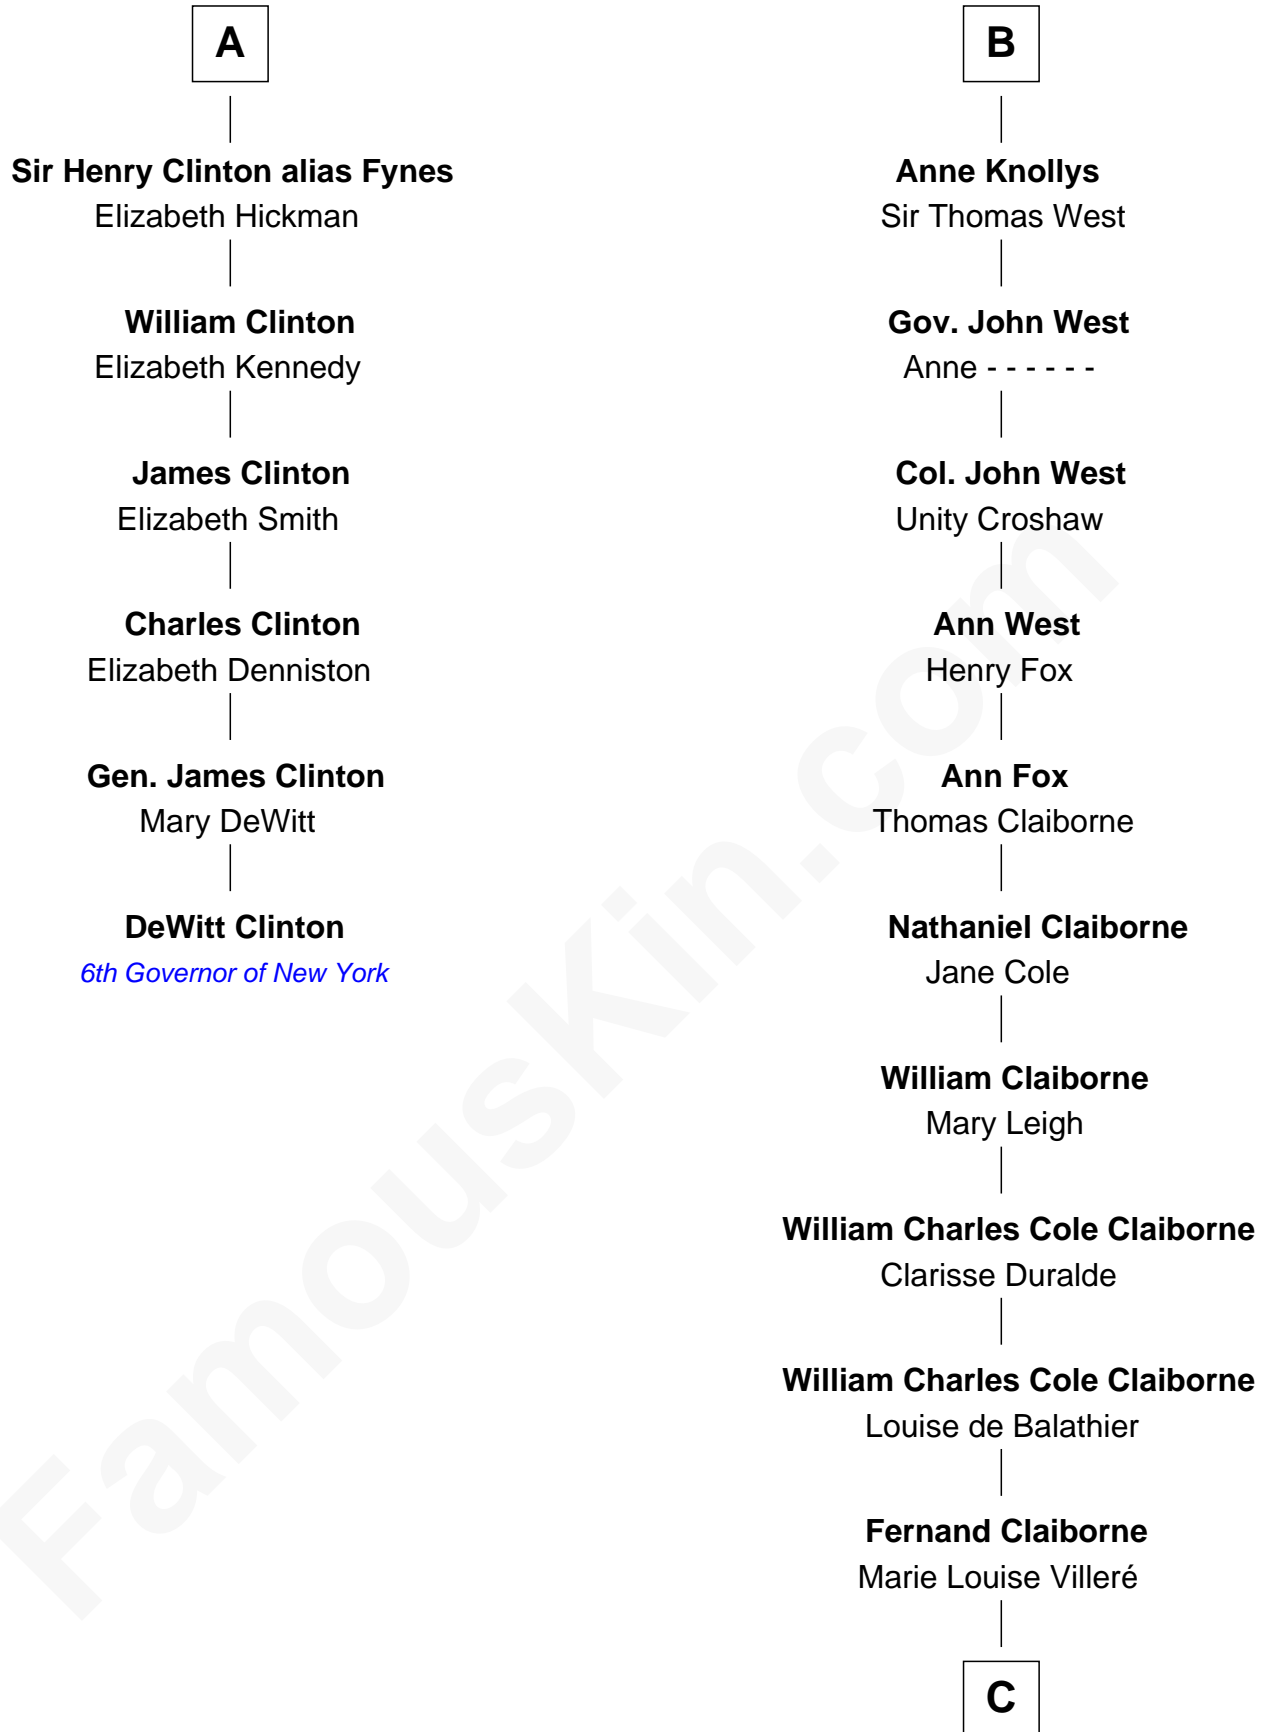 A
Sir Henry Clinton alias Fynes
Elizabeth Hickman
William Clinton
Elizabeth Kennedy
James Clinton
Elizabeth Smith
Charles Clinton
Elizabeth Denniston
Gen. James Clinton
Mary DeWitt
DeWitt Clinton
6th Governor of New York
B
Anne Knollys
Sir Thomas West
Gov. John West
Anne - - - - - -
Col. John West
Unity Croshaw
Ann West
Henry Fox
Ann Fox
Thomas Claiborne
Nathaniel Claiborne
Jane Cole
William Claiborne
Mary Leigh
William Charles Cole Claiborne
Clarisse Duralde
William Charles Cole Claiborne
Louise de Balathier
Fernand Claiborne
Marie Louise Villeré
C
FamousKin.com